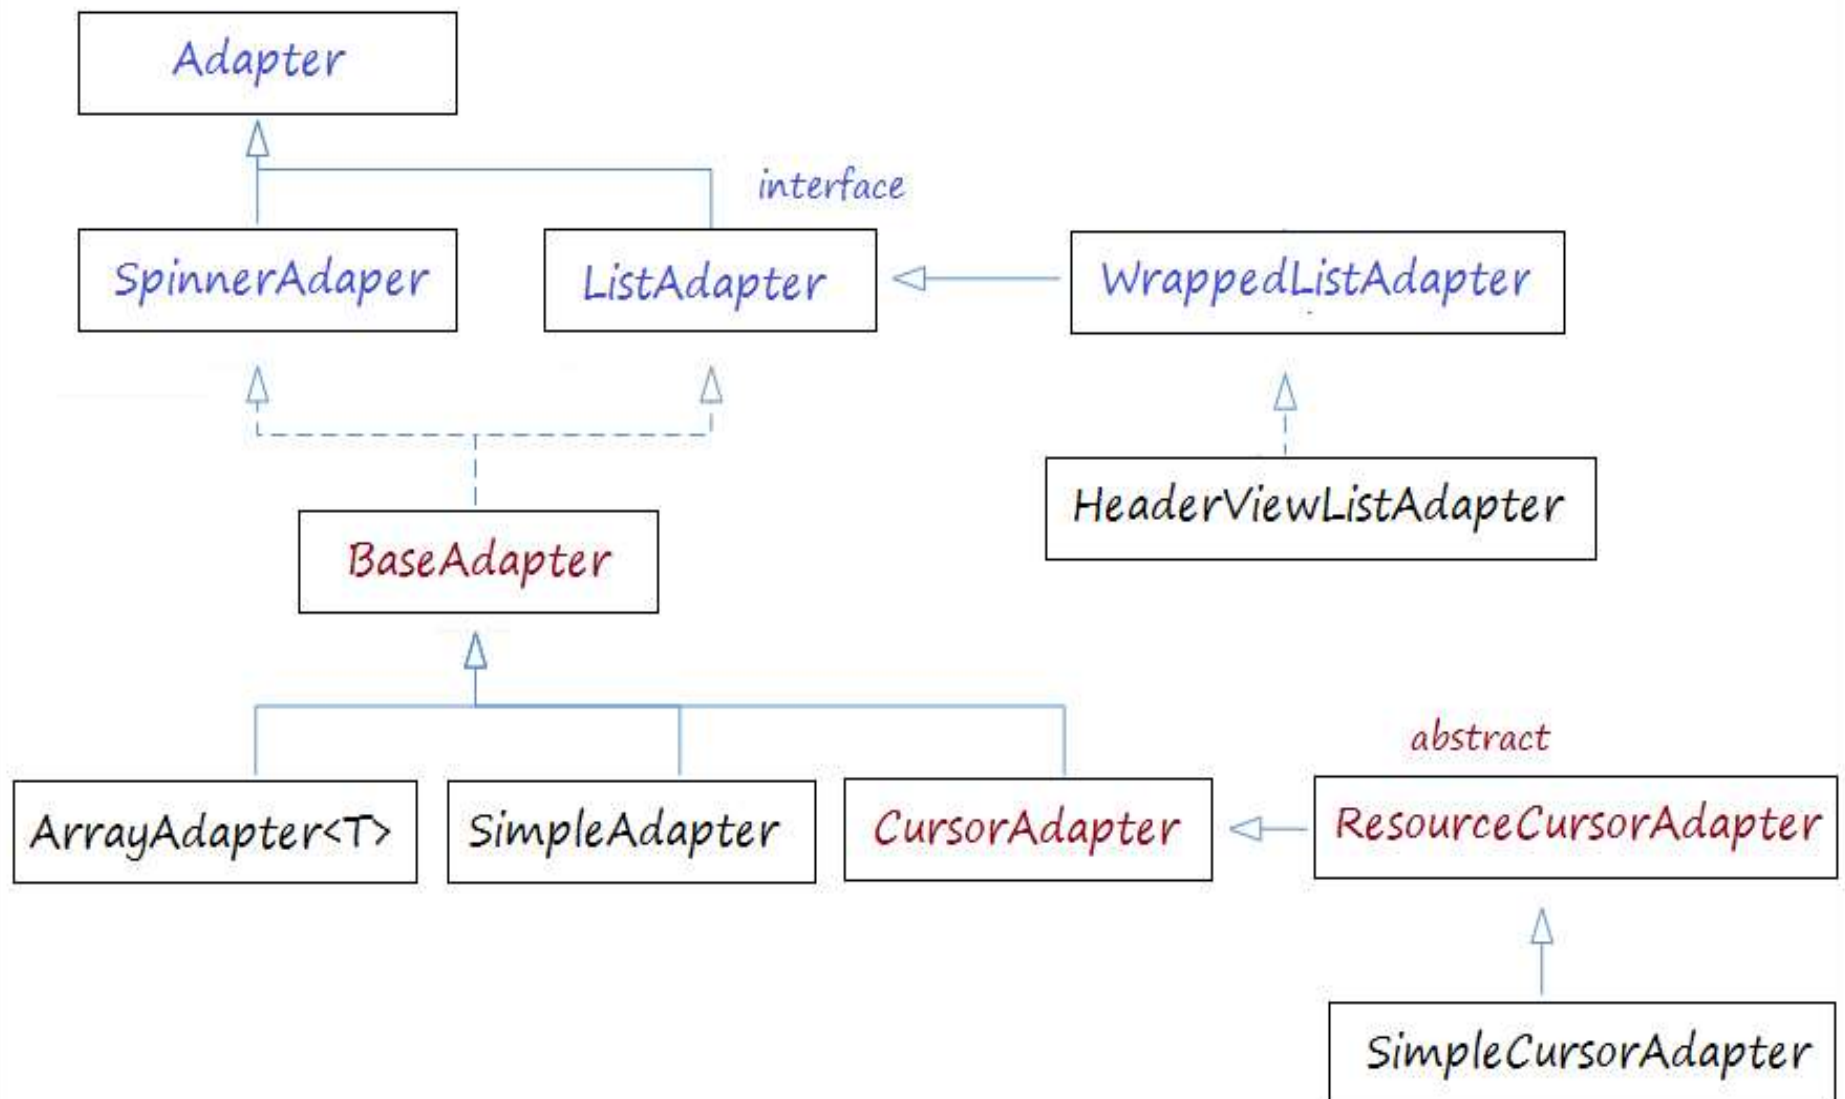 Adapter
interface
SpinnerAdaper
ListAdapter
WrappedListAdapter
HeaderViewListAdapter
BaseAdapter
abstract
ArrayAdapter<T>
SimpleAdapter
CursorAdapter
ResourceCursorAdapter
SimpleCursorAdapter